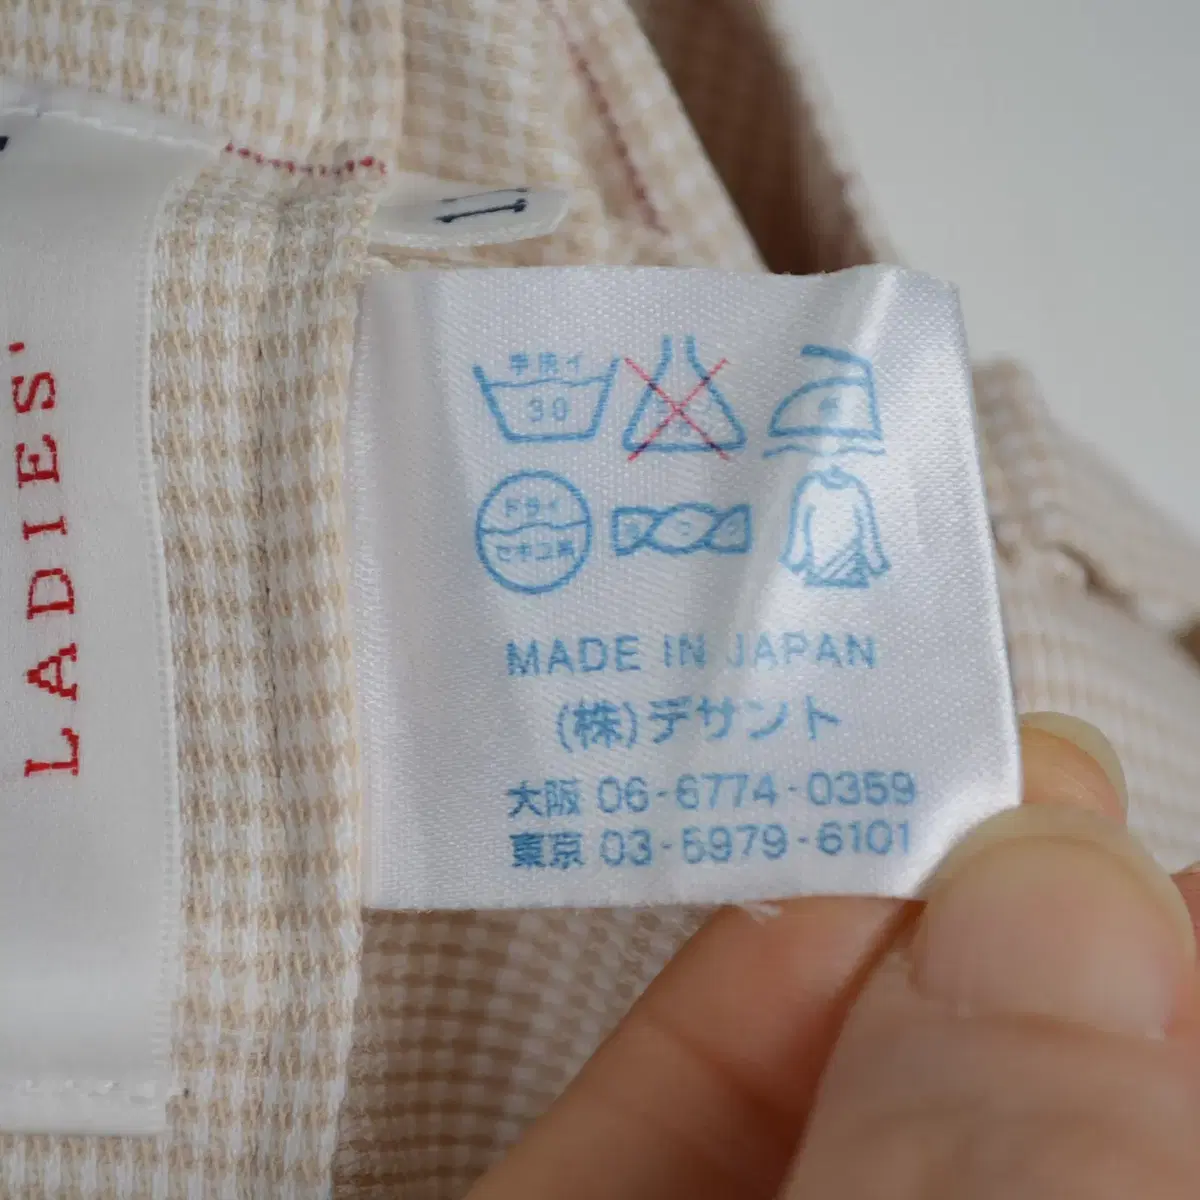 LADIES'
手洗イ
30
ドライ
セキユ系
MADE IN JAPAN
(株)デサント
大阪 06-6774-0359
東京 03-5979-6101